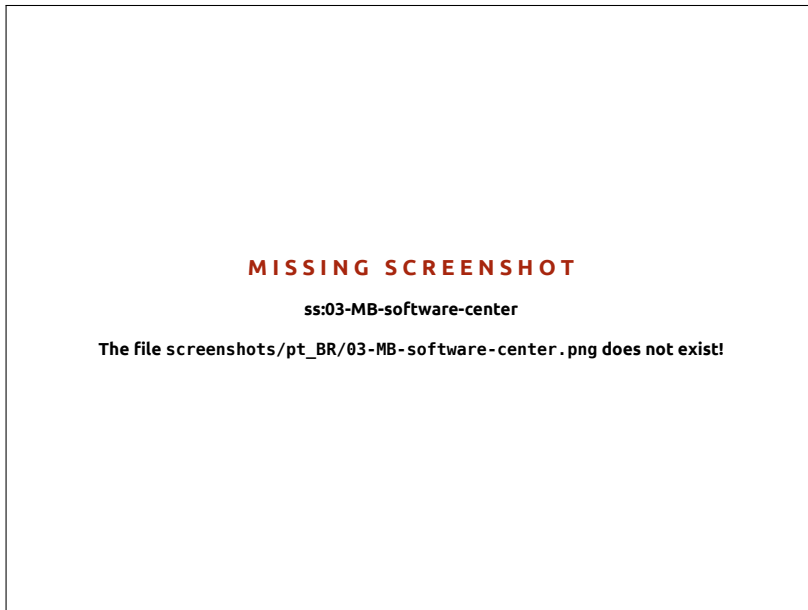 MISSING SCREENSHOT
ss:03-MB-software-center
The file screenshots/pt_BR/03-MB-software-center.png does not exist!